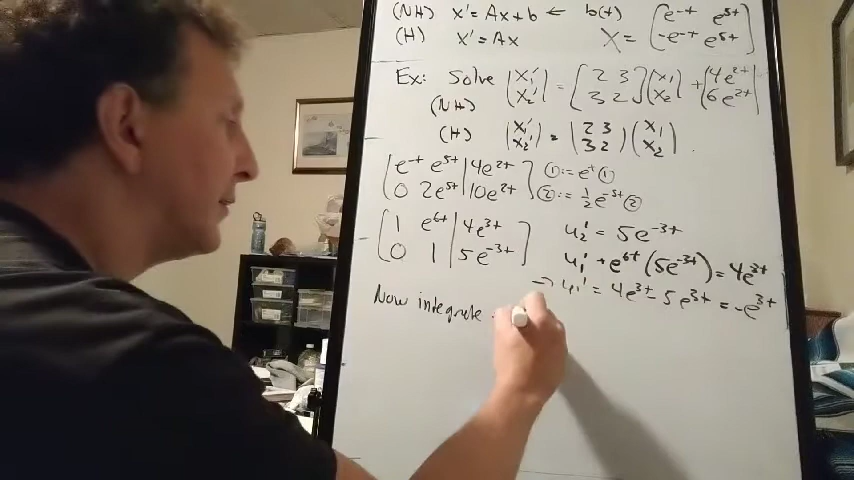 (NH) x' = Ax + b ← b(t) ( e^-t e^5t
(H) x' = Ax X = -e^-t e^5t )
Ex: Solve (x₁' x₂') = [2 3 3 2] (x₁ x₂) + (4e^2t 6e^2t)
(NH)
(H) (x₁' x₂') = (2 3 3 2) (x₁ x₂).
[ e^-t e^5t | 4e^2t ] ① := e^t ①
[ 0 2e^5t | 10e^2t ] ② := 1/2 e^-5t ②
[ 1 e^6t | 4e^3t ] u₂' = 5e^-3t
[ 0 1 | 5e^-3t ] u₁' + e^6t (5e^-3t) = 4e^3t
⇒ u₁' = 4e^3t - 5e^3t = -e^3t
Now integrate